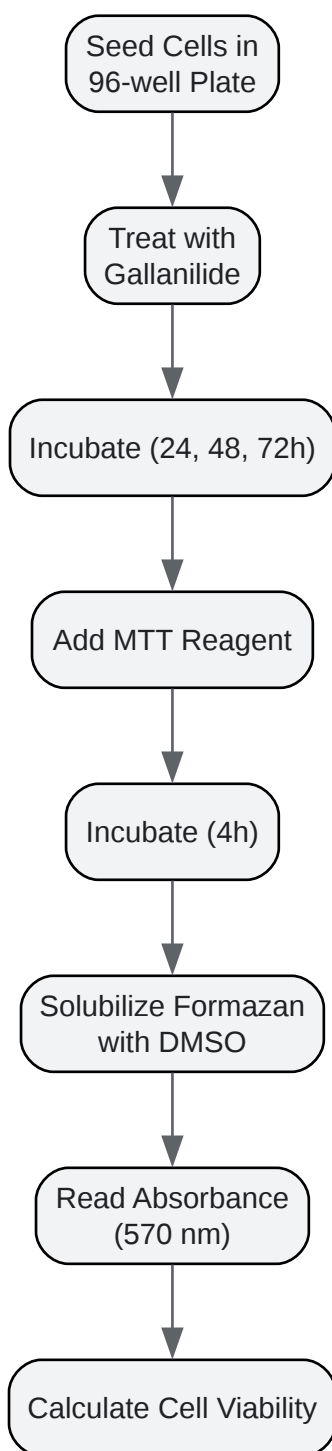 Seed Cells in
96-well Plate
Treat with
Gallanilide
Incubate (24, 48, 72h)
Add MTT Reagent
Incubate (4h)
Solubilize Formazan
with DMSO
Read Absorbance
(570 nm)
Calculate Cell Viability